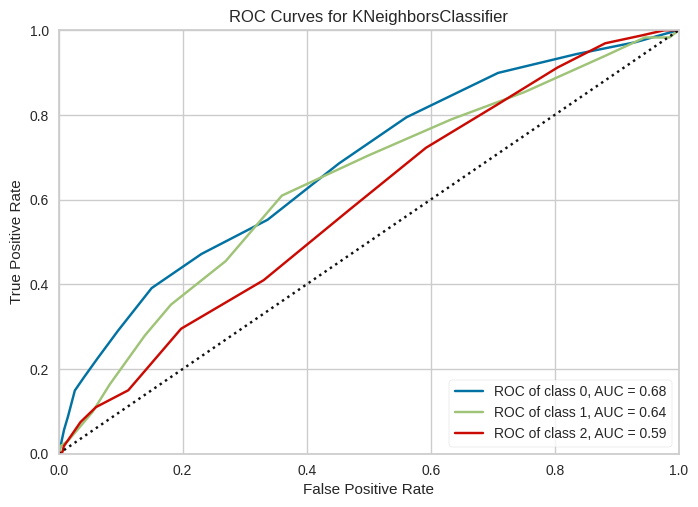 ROC Curves for KNeighborsClassifier
True Positive Rate
1.0
0.8
0.6
0.4
0.2
0.0
ROC of class 0, AUC = 0.68
ROC of class 1, AUC = 0.64
ROC of class 2, AUC = 0.59
0.0 0.2 0.4 0.6 0.8 1.0
False Positive Rate